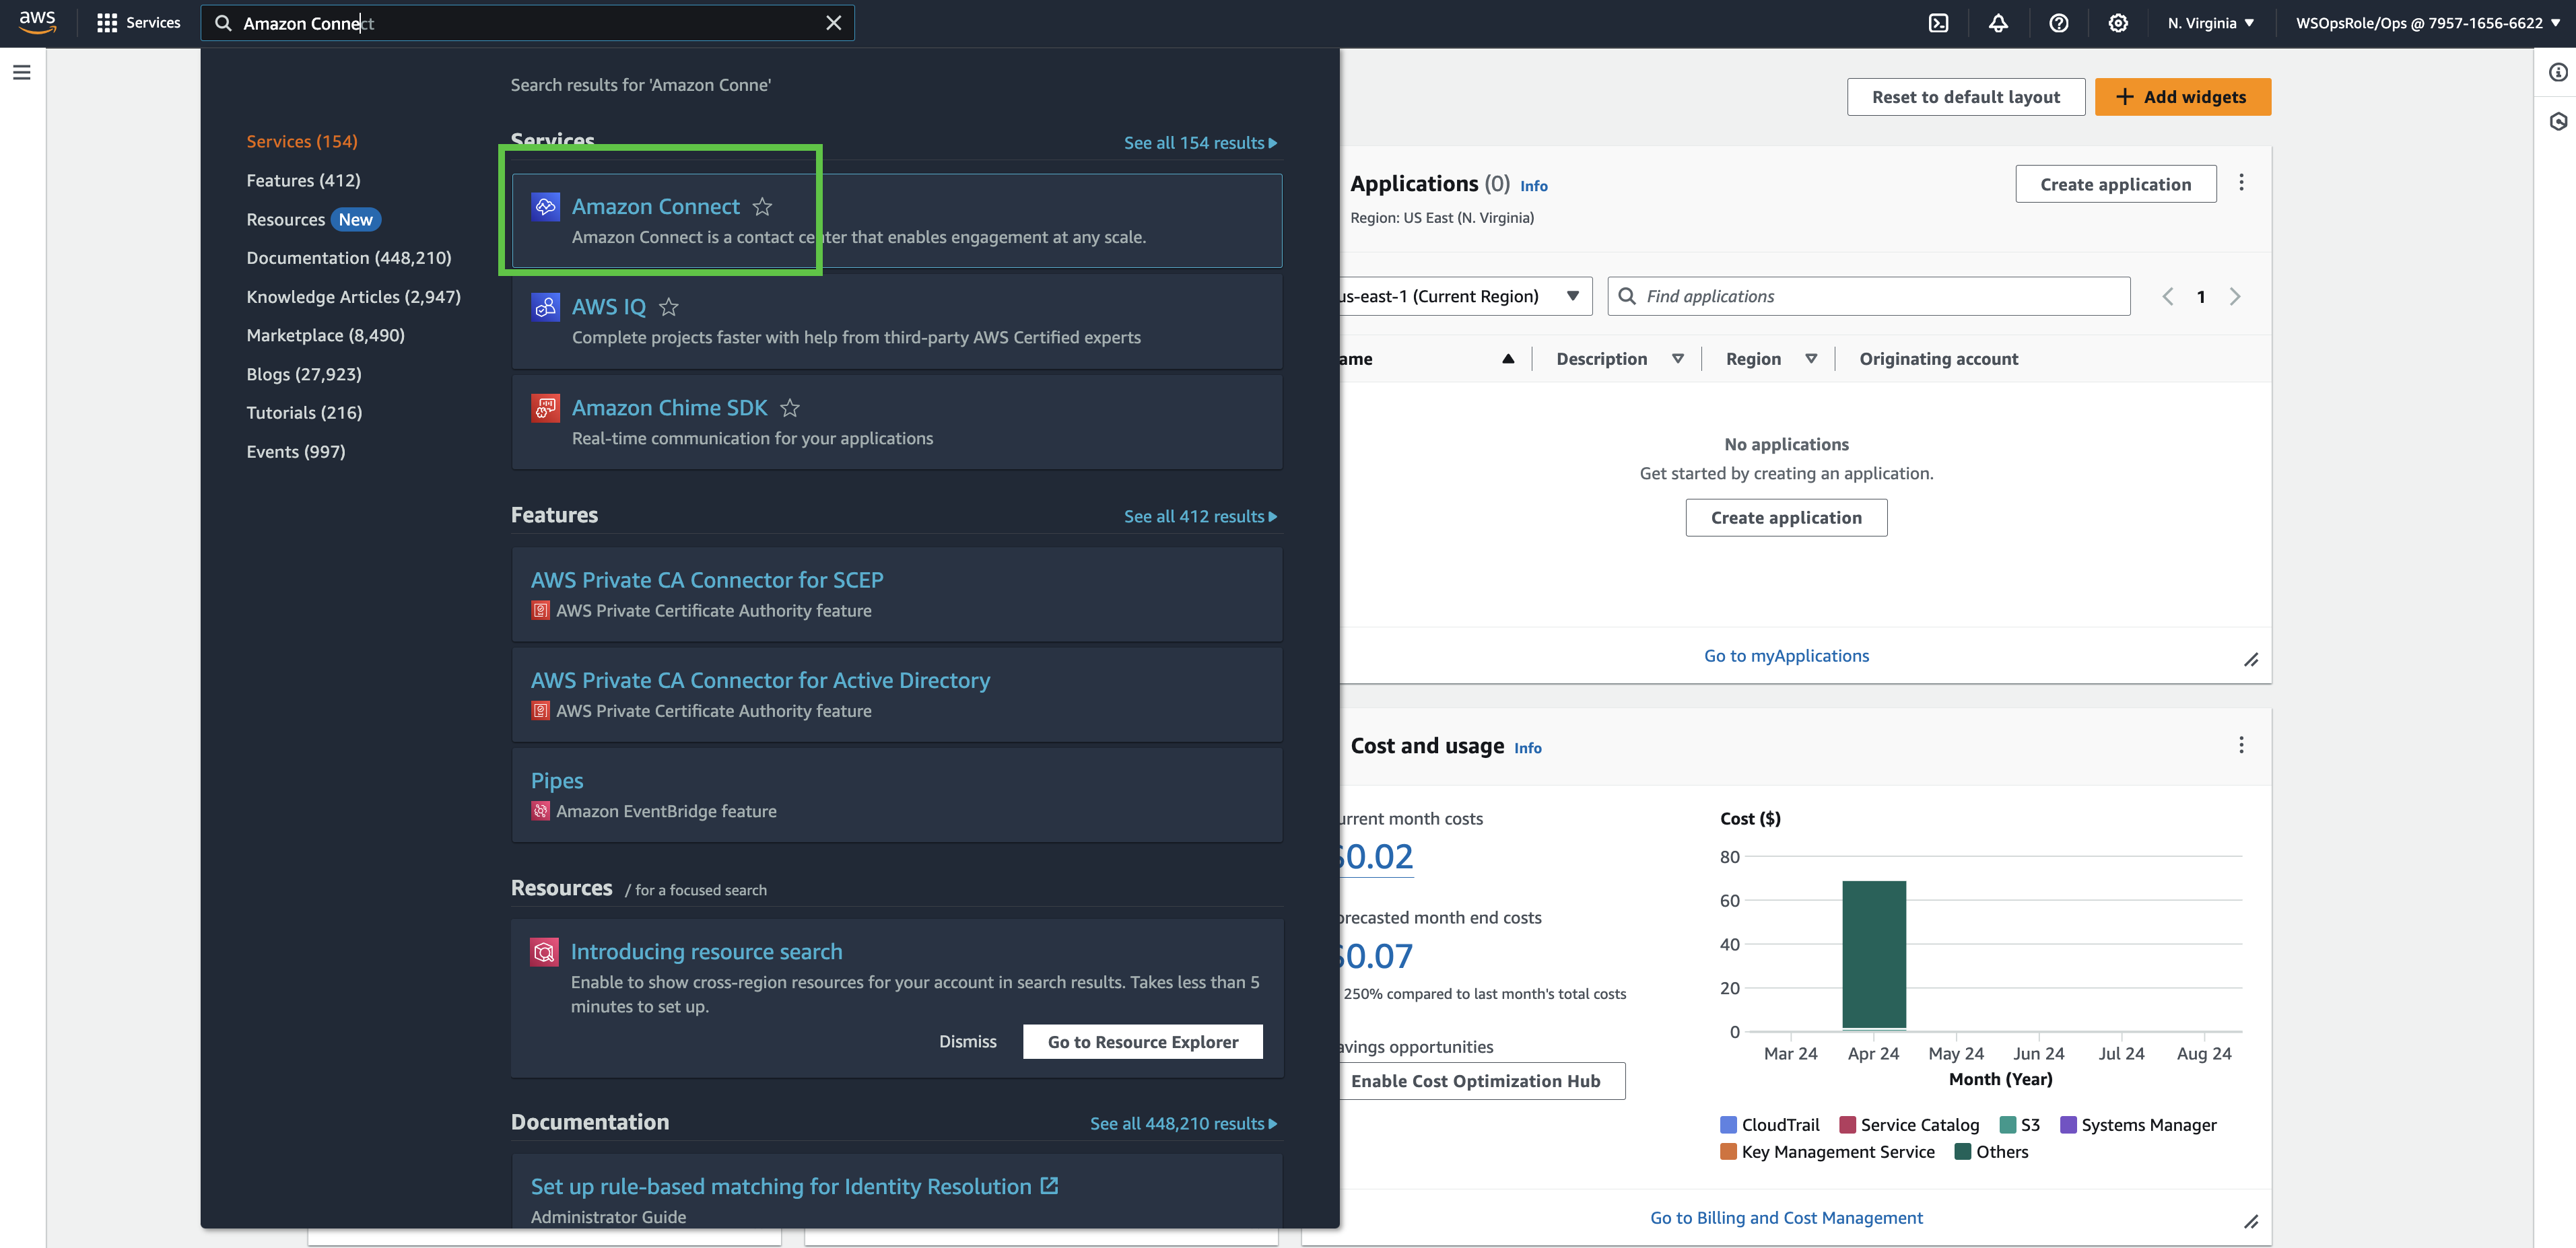 aws
Services
Amazon Connect
N. Virginia
WSOpsRole/Ops @ 7957-1656-6622
Search results for 'Amazon Conne'
Services (154)
Features (412)
Resources New
Documentation (448,210)
Knowledge Articles (2,947)
Marketplace (8,490)
Blogs (27,923)
Tutorials (216)
Events (997)
Services
See all 154 results
Amazon Connect
Amazon Connect is a contact center that enables engagement at any scale.
AWS IQ
Complete projects faster with help from third-party AWS Certified experts
Amazon Chime SDK
Real-time communication for your applications
Features
See all 412 results
AWS Private CA Connector for SCEP
AWS Private Certificate Authority feature
AWS Private CA Connector for Active Directory
AWS Private Certificate Authority feature
Pipes
Amazon EventBridge feature
Resources / for a focused search
Introducing resource search
Enable to show cross-region resources for your account in search results. Takes less than 5
minutes to set up.
Dismiss
Go to Resource Explorer
Documentation
See all 448,210 results
Set up rule-based matching for Identity Resolution
Administrator Guide
Reset to default layout
+ Add widgets
Applications (0) Info
Region: US East (N. Virginia)
Create application
us-east-1 (Current Region)
Find applications
1
ame
Description
Region
Originating account
No applications
Get started by creating an application.
Create application
Go to myApplications
Cost and usage Info
urrent month costs
$0.02
orecasted month end costs
$0.07
250% compared to last month's total costs
avings opportunities
Enable Cost Optimization Hub
Cost ($)
80
60
40
20
0
Mar 24
Apr 24
May 24
Jun 24
Jul 24
Aug 24
Month (Year)
CloudTrail
Service Catalog
S3
Systems Manager
Key Management Service
Others
Go to Billing and Cost Management